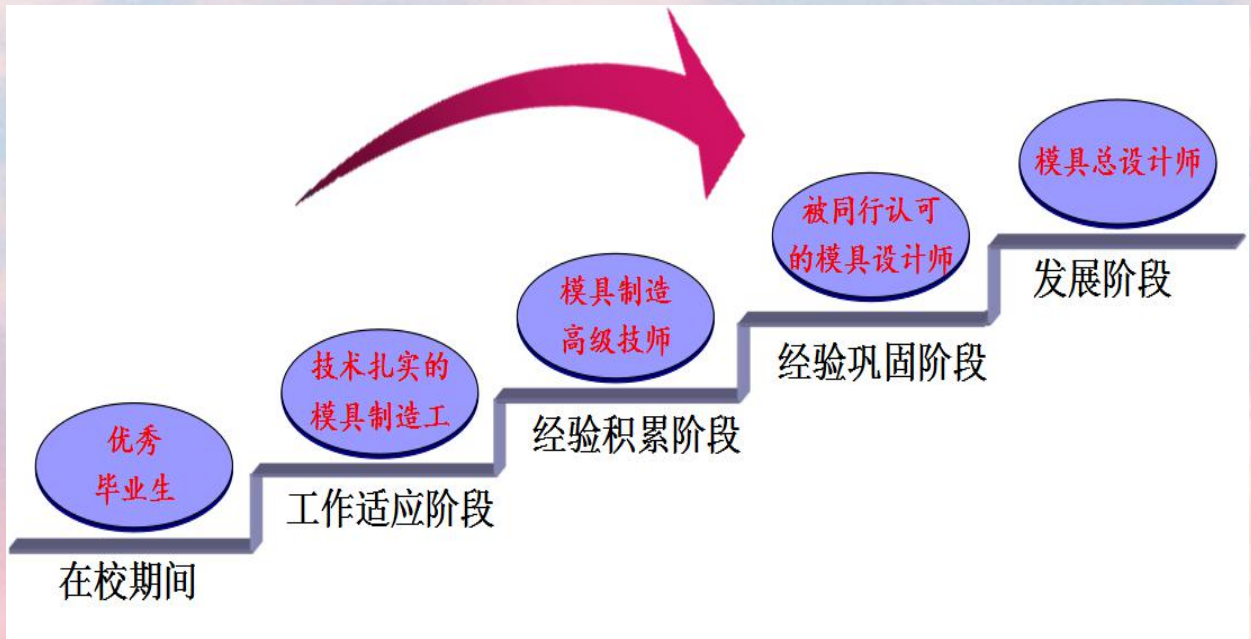 优秀
毕业生
在校期间
技术扎实的
模具制造工
工作适应阶段
模具制造
高级技师
经验积累阶段
被同行认可
的模具设计师
经验巩固阶段
模具总设计师
发展阶段